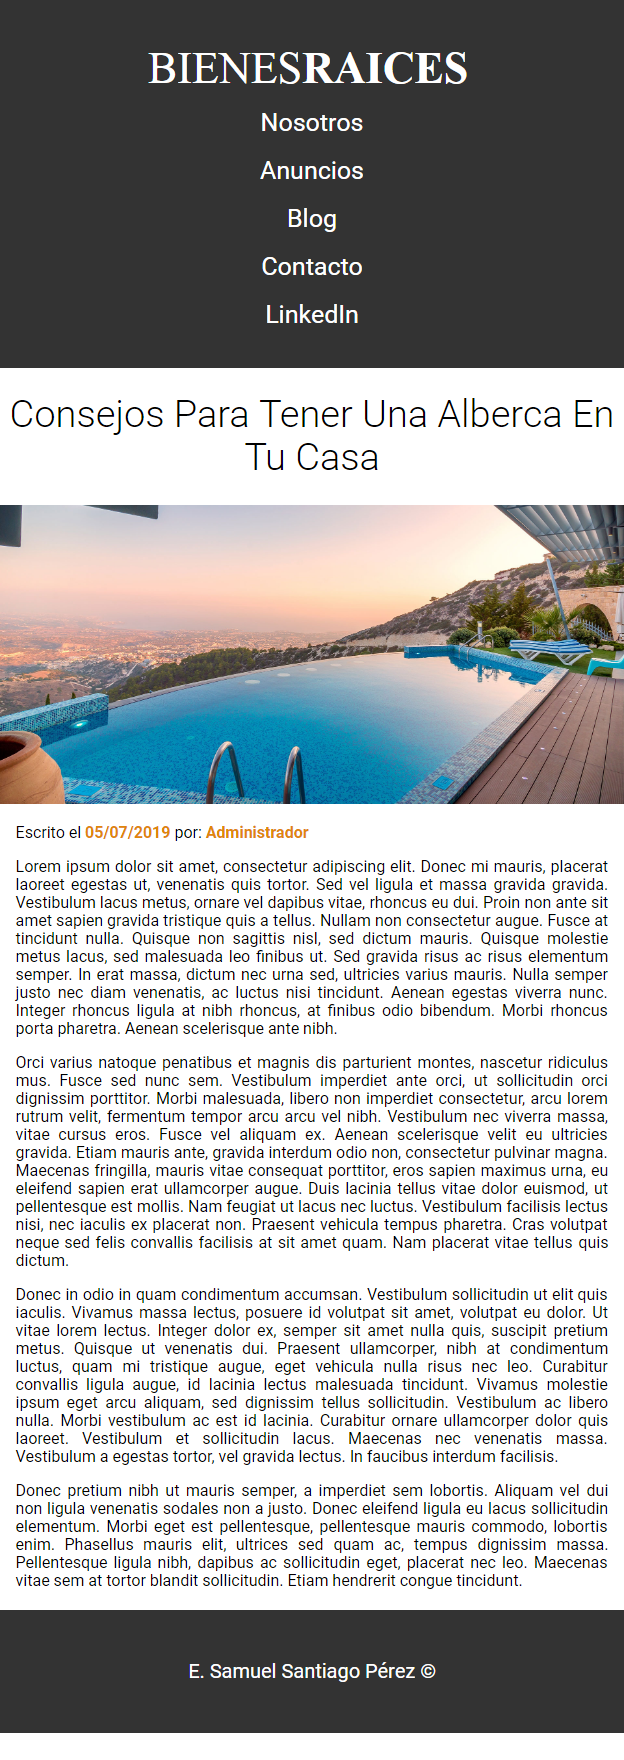 BIENESRAICES
Nosotros
Anuncios
Blog
Contacto
LinkedIn
Consejos Para Tener Una Alberca En
Tu Casa
Escrito el 05/07/2019 por: Administrador
Lorem ipsum dolor sit amet, consectetur adipiscing elit. Donec mi mauris, placerat
laoreet egestas ut, venenatis quis tortor. Sed vel ligula et massa gravida gravida.
Vestibulum lacus metus, ornare vel dapibus vitae, rhoncus eu dui. Proin non ante sit
amet sapien gravida tristique quis a tellus. Nullam non consectetur augue. Fusce at
tincidunt nulla. Quisque non sagittis nisl, sed dictum mauris. Quisque molestie
metus lacus, sed malesuada leo finibus ut. Sed gravida risus ac risus elementum
semper. In erat massa, dictum nec urna sed, ultricies varius mauris. Nulla semper
justo nec diam venenatis, ac luctus nisi tincidunt. Aenean egestas viverra nunc.
Integer rhoncus ligula at nibh rhoncus, at finibus odio bibendum. Morbi rhoncus
porta pharetra. Aenean scelerisque ante nibh.
Orci varius natoque penatibus et magnis dis parturient montes, nascetur ridiculus
mus. Fusce sed nunc sem. Vestibulum imperdiet ante orci, ut sollicitudin orci
dignissim porttitor. Morbi malesuada, libero non imperdiet consectetur, arcu lorem
rutrum velit, fermentum tempor arcu arcu vel nibh. Vestibulum nec viverra massa,
vitae cursus eros. Fusce vel aliquam ex. Aenean scelerisque velit eu ultricies
gravida. Etiam mauris ante, gravida interdum odio non, consectetur pulvinar magna.
Maecenas fringilla, mauris vitae consequat porttitor, eros sapien maximus urna, eu
eleifend sapien erat ullamcorper augue. Duis lacinia tellus vitae dolor euismod, ut
pellentesque est mollis. Nam feugiat ut lacus nec luctus. Vestibulum facilisis lectus
nisi, nec iaculis ex placerat non. Praesent vehicula tempus pharetra. Cras volutpat
neque sed felis convallis facilisis at sit amet quam. Nam placerat vitae tellus quis
dictum.
Donec in odio in quam condimentum accumsan. Vestibulum sollicitudin ut elit quis
iaculis. Vivamus massa lectus, posuere id volutpat sit amet, volutpat eu dolor. Ut
vitae lorem lectus. Integer dolor ex, semper sit amet nulla quis, suscipit pretium
metus. Quisque ut venenatis dui. Praesent ullamcorper, nibh at condimentum
luctus, quam mi tristique augue, eget vehicula nulla risus nec leo. Curabitur
convallis ligula augue, id lacinia lectus malesuada tincidunt. Vivamus molestie
ipsum eget arcu aliquam, sed dignissim tellus sollicitudin. Vestibulum ac libero
nulla. Morbi vestibulum ac est id lacinia. Curabitur ornare ullamcorper dolor quis
laoreet. Vestibulum et sollicitudin lacus. Maecenas nec venenatis massa.
Vestibulum a egestas tortor, vel gravida lectus. In faucibus interdum facilisis.
Donec pretium nibh ut mauris semper, a imperdiet sem lobortis. Aliquam vel dui
non ligula venenatis sodales non a justo. Donec eleifend ligula eu lacus sollicitudin
elementum. Morbi eget est pellentesque, pellentesque mauris commodo, lobortis
enim. Phasellus mauris elit, ultrices sed quam ac, tempus dignissim massa.
Pellentesque ligula nibh, dapibus ac sollicitudin eget, placerat nec leo. Maecenas
vitae sem at tortor blandit sollicitudin. Etiam hendrerit congue tincidunt.
E. Samuel Santiago Pérez ©